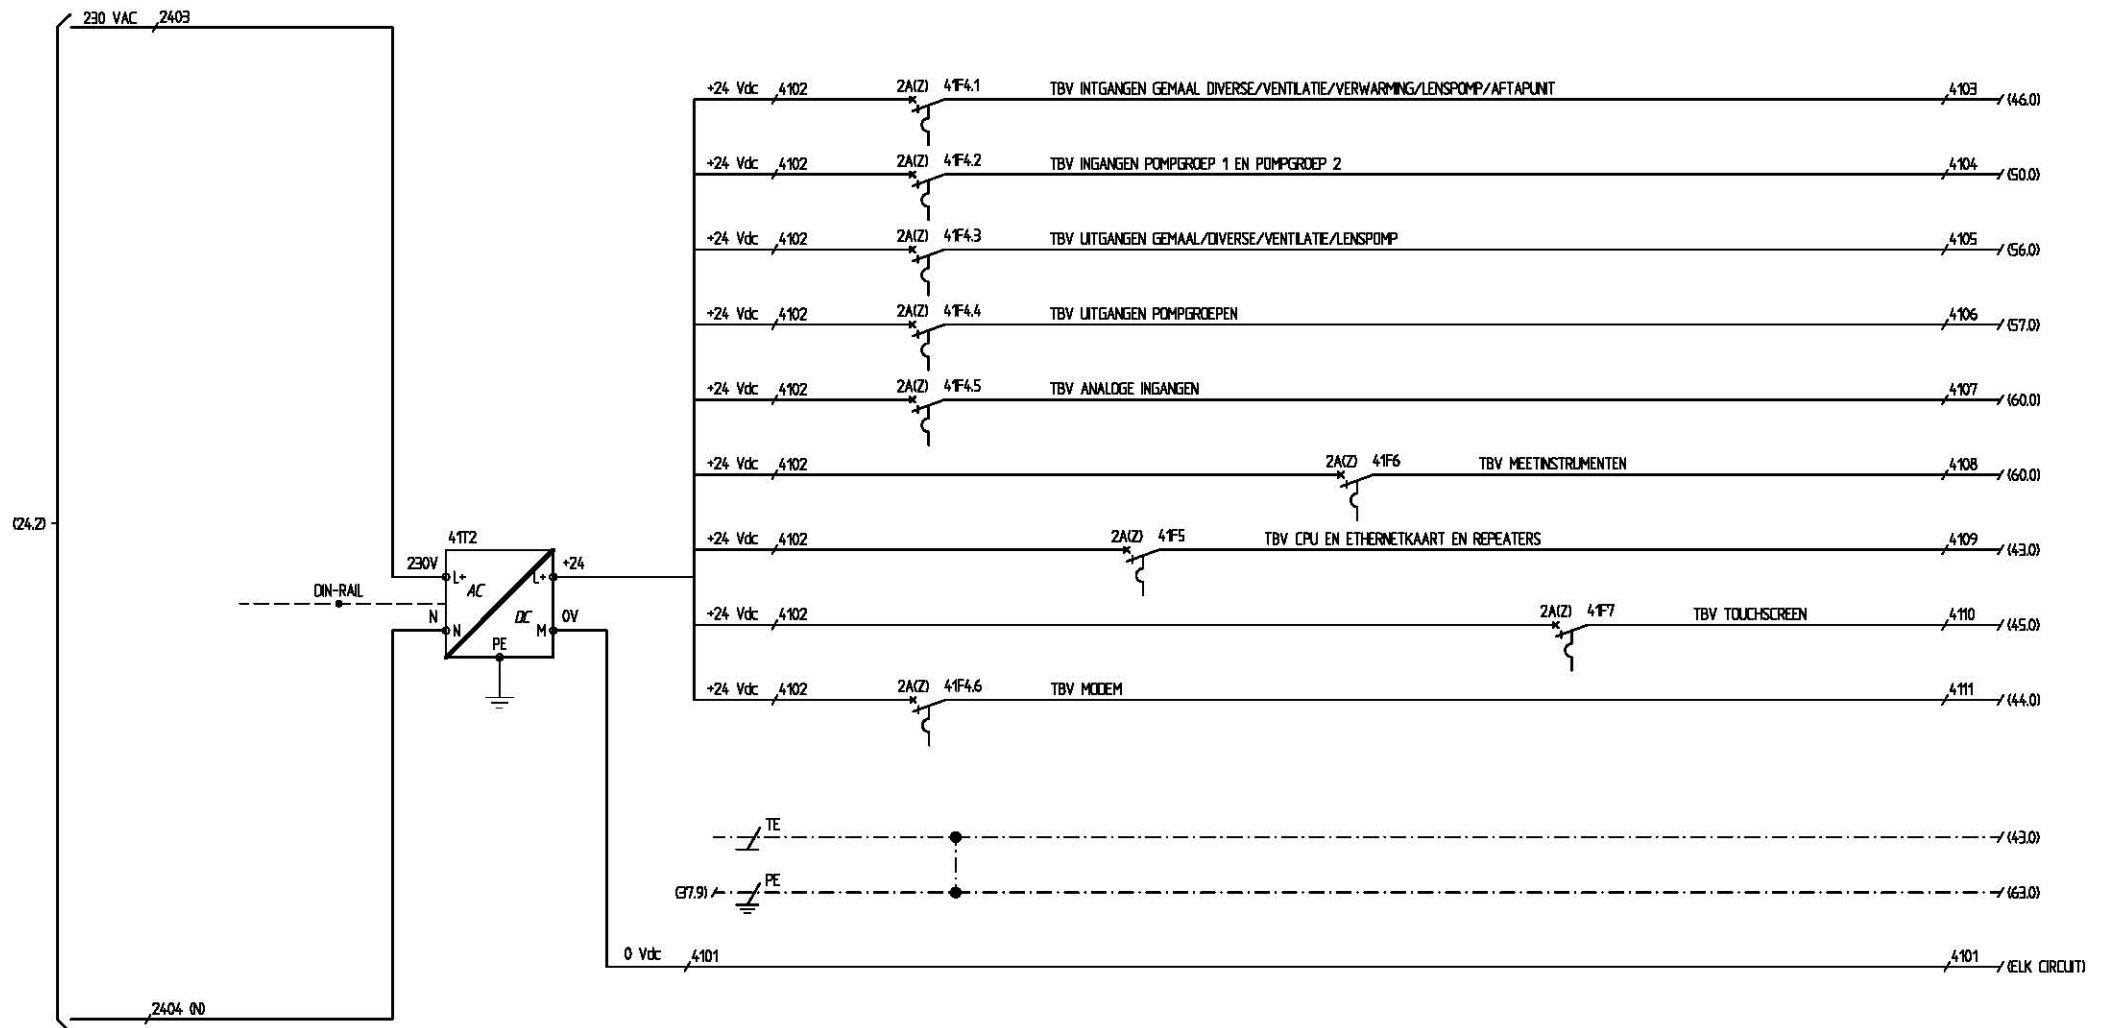 230 VAC 2403
+24 Vdc 4102 2A(Z) 41F4.1 TBV INTGANGEN GEMAAL DIVERSE/VENTILATIE/VERWARMING/LENSPOMP/AFTAPUNIT 4103 (46.0)
+24 Vdc 4102 2A(Z) 41F4.2 TBV INGANGEN POMPGROEP 1 EN POMPGROEP 2 4104 (50.0)
+24 Vdc 4102 2A(Z) 41F4.3 TBV UITGANGEN GEMAAL/DIVERSE/VENTILATIE/LENSPOMP 4105 (56.0)
+24 Vdc 4102 2A(Z) 41F4.4 TBV UITGANGEN POMPGROEPEN 4106 (57.0)
+24 Vdc 4102 2A(Z) 41F4.5 TBV ANALOGE INGANGEN 4107 (60.0)
+24 Vdc 4102 2A(Z) 41F6 TBV MEETINSTRUMENTEN 4108 (60.0)
(24.2)
+24 Vdc 4102 2A(Z) 41F5 TBV CPU EN ETHERNETKAART EN REPEATERS 4109 (43.0)
41T2
230V L+ AC L+ +24
DIN-RAIL
N N DC M 0V
PE
+24 Vdc 4102 2A(Z) 41F7 TBV TOUCHSCREEN 4110 (45.0)
+24 Vdc 4102 2A(Z) 41F4.6 TBV MODEM 4111 (44.0)
TE (43.0)
(37.9) PE (63.0)
0 Vdc 4101 4101 (ELK CIRCUIT)
2404 (N)